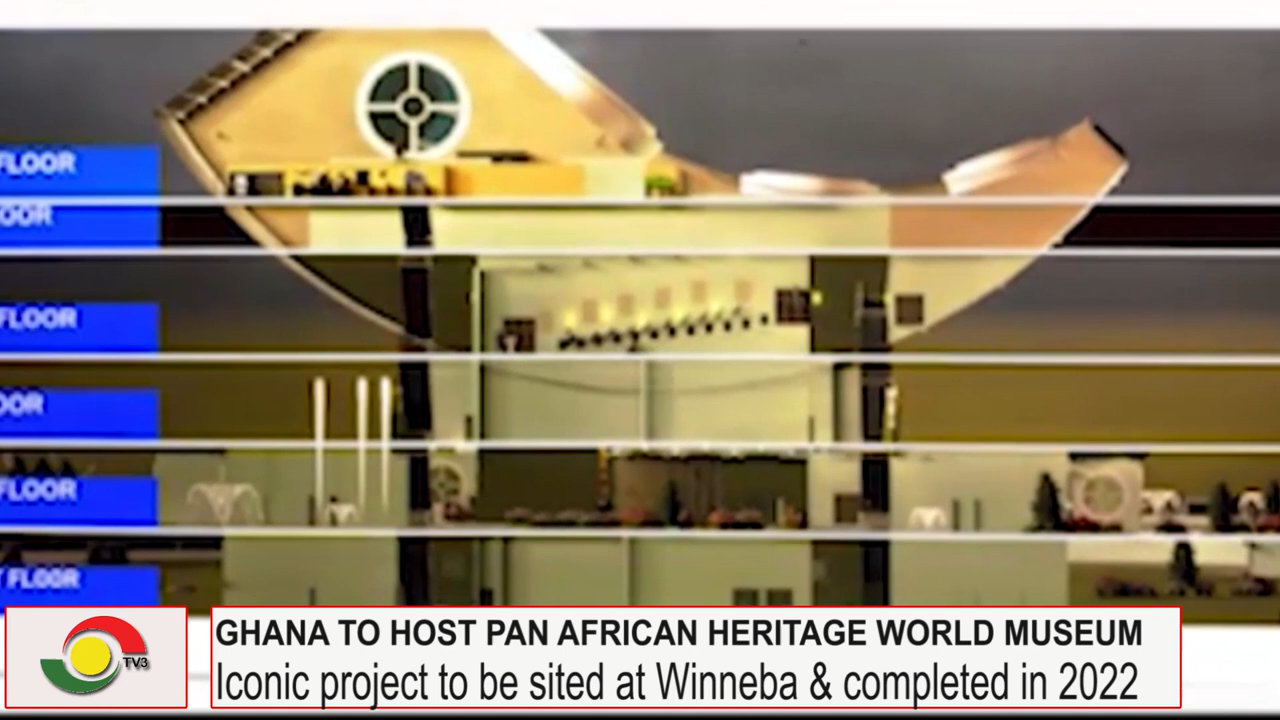 FLOOR
OOR
FLOOR
OOR
FLOOR
FLOOR
TV3
GHANA TO HOST PAN AFRICAN HERITAGE WORLD MUSEUM
Iconic project to be sited at Winneba & completed in 2022